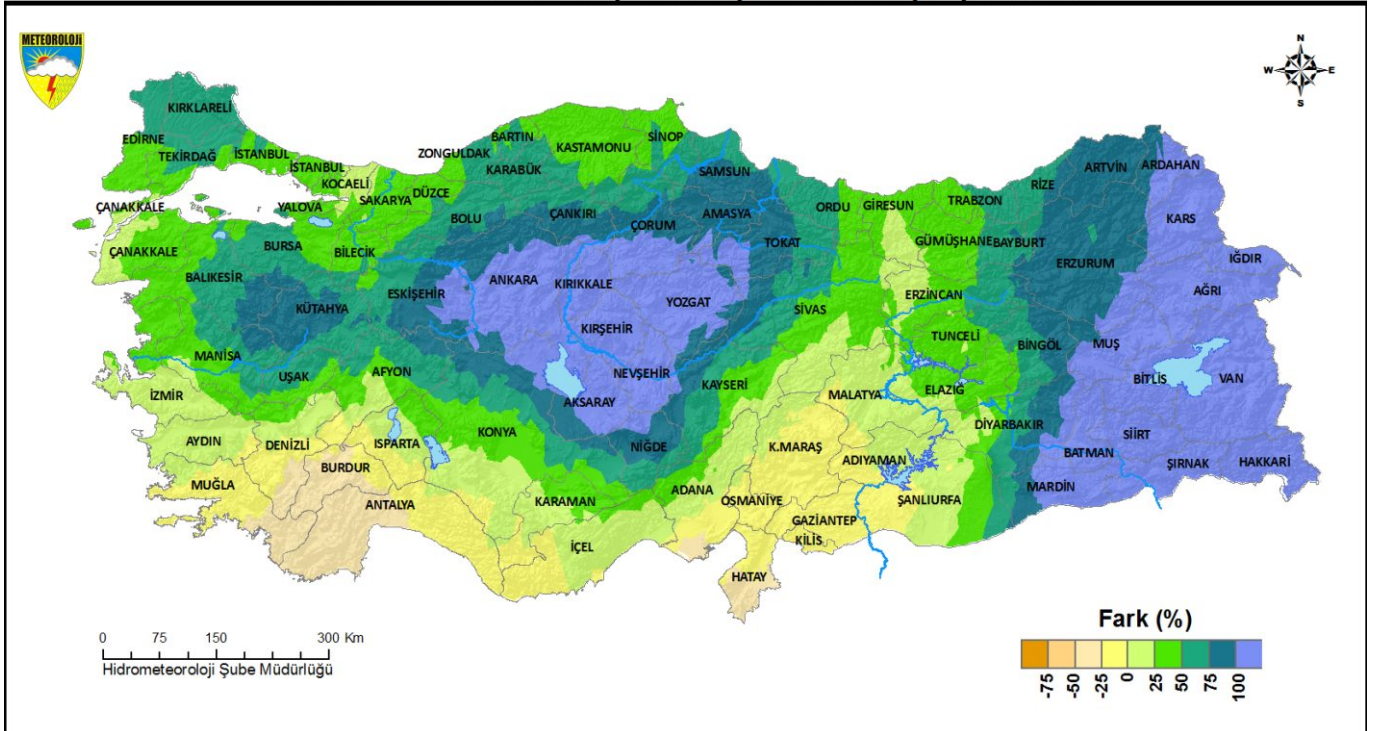 METEOROLOJİ
N
W E
S
KIRKLARELİ
EDİRNE
TEKİRDAĞ
İSTANBUL
İSTANBUL
KOCAELİ
YALOVA
SAKARYA
DÜZCE
ZONGULDAK
BARTIN
KARABÜK
KASTAMONU
SİNOP
SAMSUN
ÇANAKKALE
ÇANAKKALE
BALIKESİR
BURSA
BİLECİK
BOLU
ÇANKIRI
ÇORUM
AMASYA
TOKAT
ORDU
GİRESUN
TRABZON
RİZE
ARTVİN
ARDAHAN
KARS
GÜMÜŞHANE
BAYBURT
ERZURUM
IĞDIR
AĞRI
KÜTAHYA
ESKİŞEHİR
ANKARA
KIRIKKALE
YOZGAT
SİVAS
ERZİNCAN
TUNCELİ
BİNGÖL
MUŞ
BİTLİS
VAN
MANİSA
UŞAK
AFYON
KIRŞEHİR
NEVŞEHİR
AKSARAY
KAYSERİ
MALATYA
ELAZIĞ
DİYARBAKIR
BATMAN
SİİRT
ŞIRNAK
HAKKARİ
İZMİR
AYDIN
DENİZLİ
ISPARTA
KONYA
NİĞDE
K.MARAŞ
ADIYAMAN
MARDİN
MUĞLA
BURDUR
ANTALYA
KARAMAN
ADANA
OSMANİYE
ŞANLIURFA
GAZİANTEP
KİLİS
İÇEL
HATAY
0 75 150 300 Km
Hidrometeoroloji Şube Müdürlüğü
Fark (%)
-75 -50 -25 0 25 50 75 100